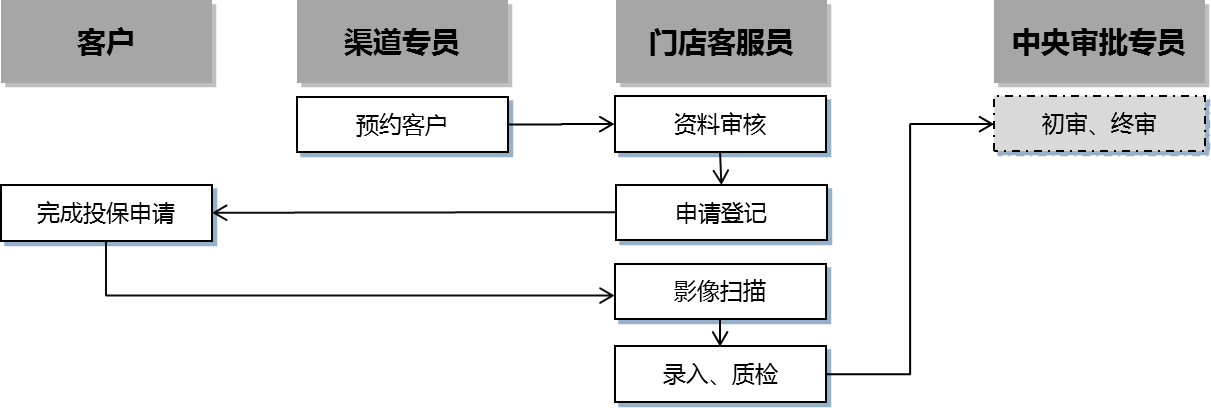 客户
渠道专员
门店客服员
中央审批专员
预约客户
资料审核
初审、终审
完成投保申请
申请登记
影像扫描
录入、质检